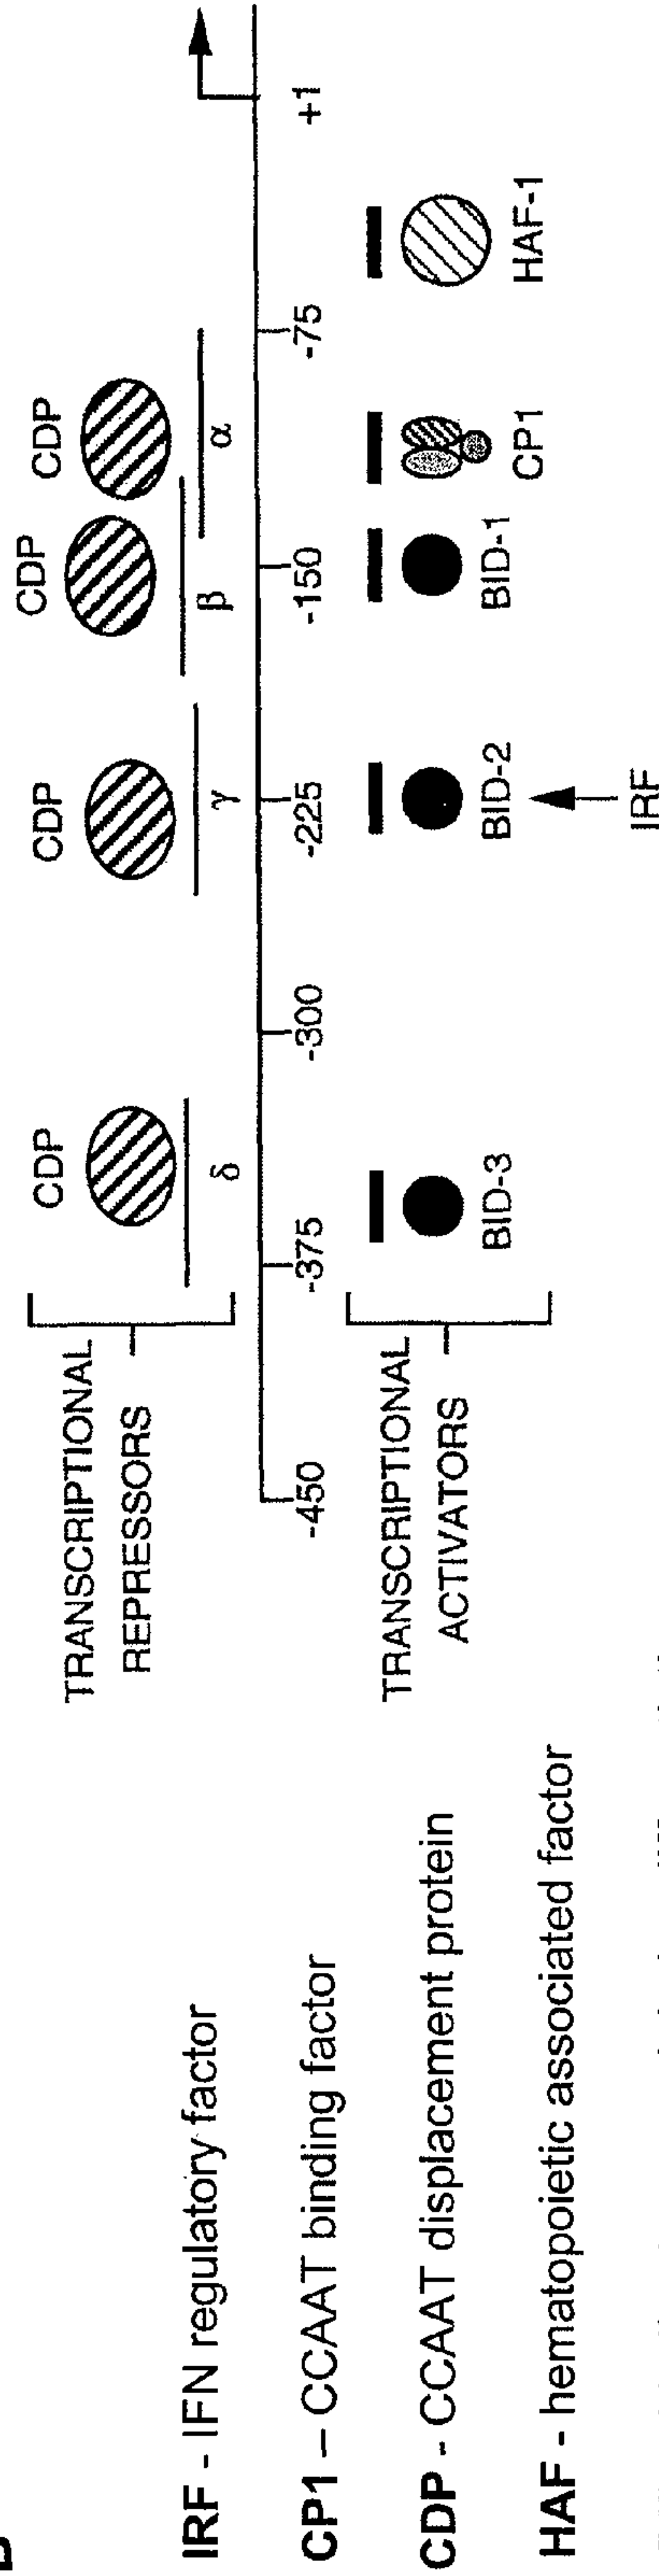 B
IRF - IFN regulatory factor
CP1 – CCAAT binding factor
CDP - CCAAT displacement protein
HAF - hematopoietic associated factor
TRANSCRIPTIONAL
REPRESSORS
CDP
CDP
CDP
CDP
δ
γ
β
α
-450
-375
-300
-225
-150
-75
+1
TRANSCRIPTIONAL
ACTIVATORS
BID-3
BID-2
BID-1
CP1
HAF-1
IRF